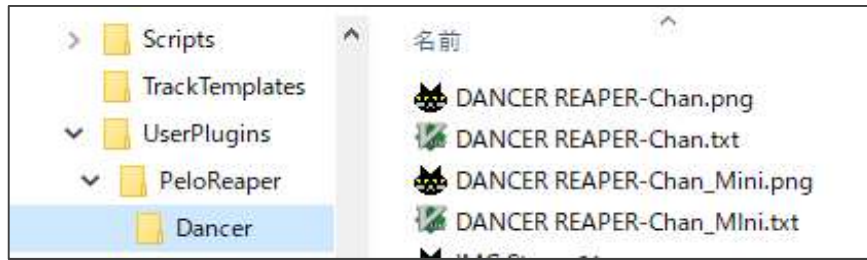 Scripts
TrackTemplates
UserPlugins
PeloReaper
Dancer
名前
DANCER REAPER-Chan.png
DANCER REAPER-Chan.txt
DANCER REAPER-Chan_Mini.png
DANCER REAPER-Chan_MIni.txt